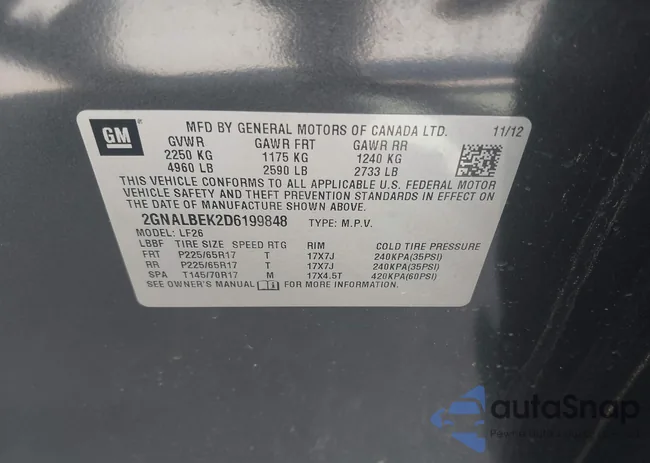 GM
MFD BY GENERAL MOTORS OF CANADA LTD. 11/12
GVWR GAWR FRT GAWR RR
2250 KG 1175 KG 1240 KG
4960 LB 2590 LB 2733 LB
THIS VEHICLE CONFORMS TO ALL APPLICABLE U.S. FEDERAL MOTOR
VEHICLE SAFETY AND THEFT PREVENTION STANDARDS IN EFFECT ON
THE DATE OF MANUFACTURE SHOWN ABOVE.
2GNALBEK2D6199848 TYPE: M.P.V.
MODEL: LF26
LBBF TIRE SIZE SPEED RTG RIM COLD TIRE PRESSURE
FRT P225/65R17 T 17X7J 240KPA(35PSI)
RR P225/65R17 T 17X7J 240KPA(35PSI)
SPA T145/70R17 M 17X4.5T 420KPA(60PSI)
SEE OWNER'S MANUAL FOR MORE INFORMATION.
autoSnap